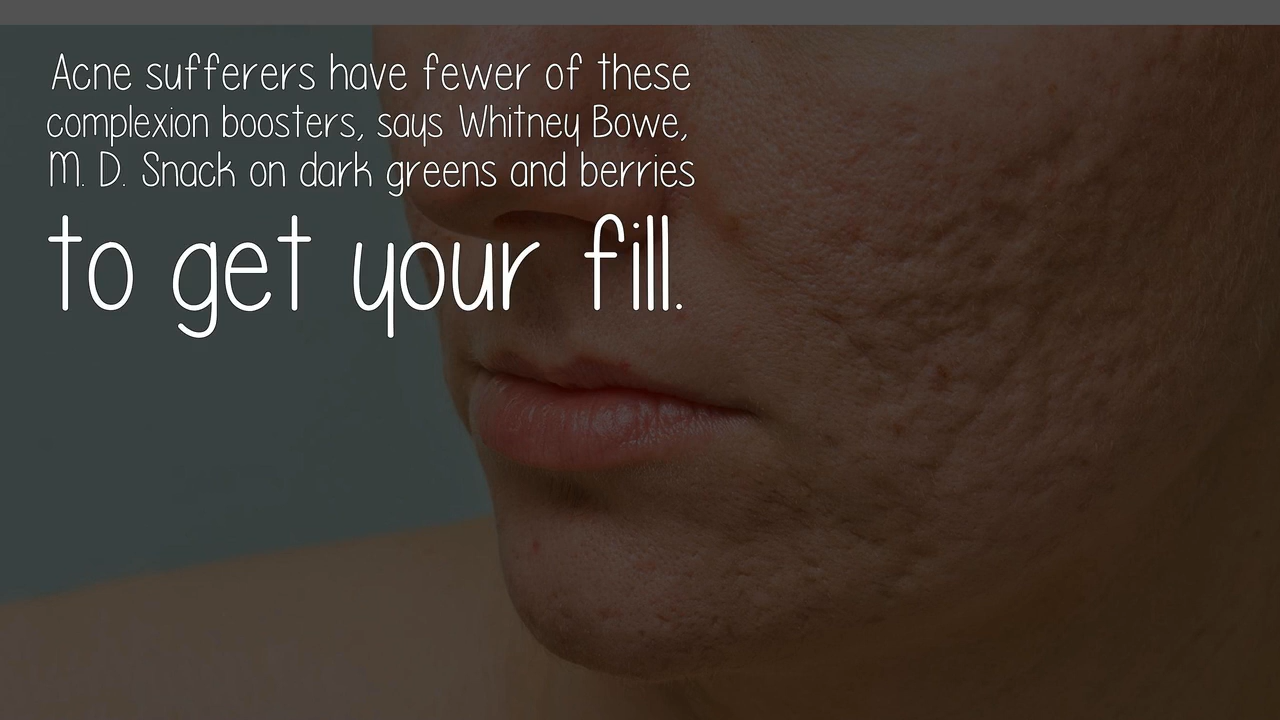 Acne sufferers have fewer of these
complexion boosters, says Whitney Bowe,
M. D. Snack on dark greens and berries
to get your fill.